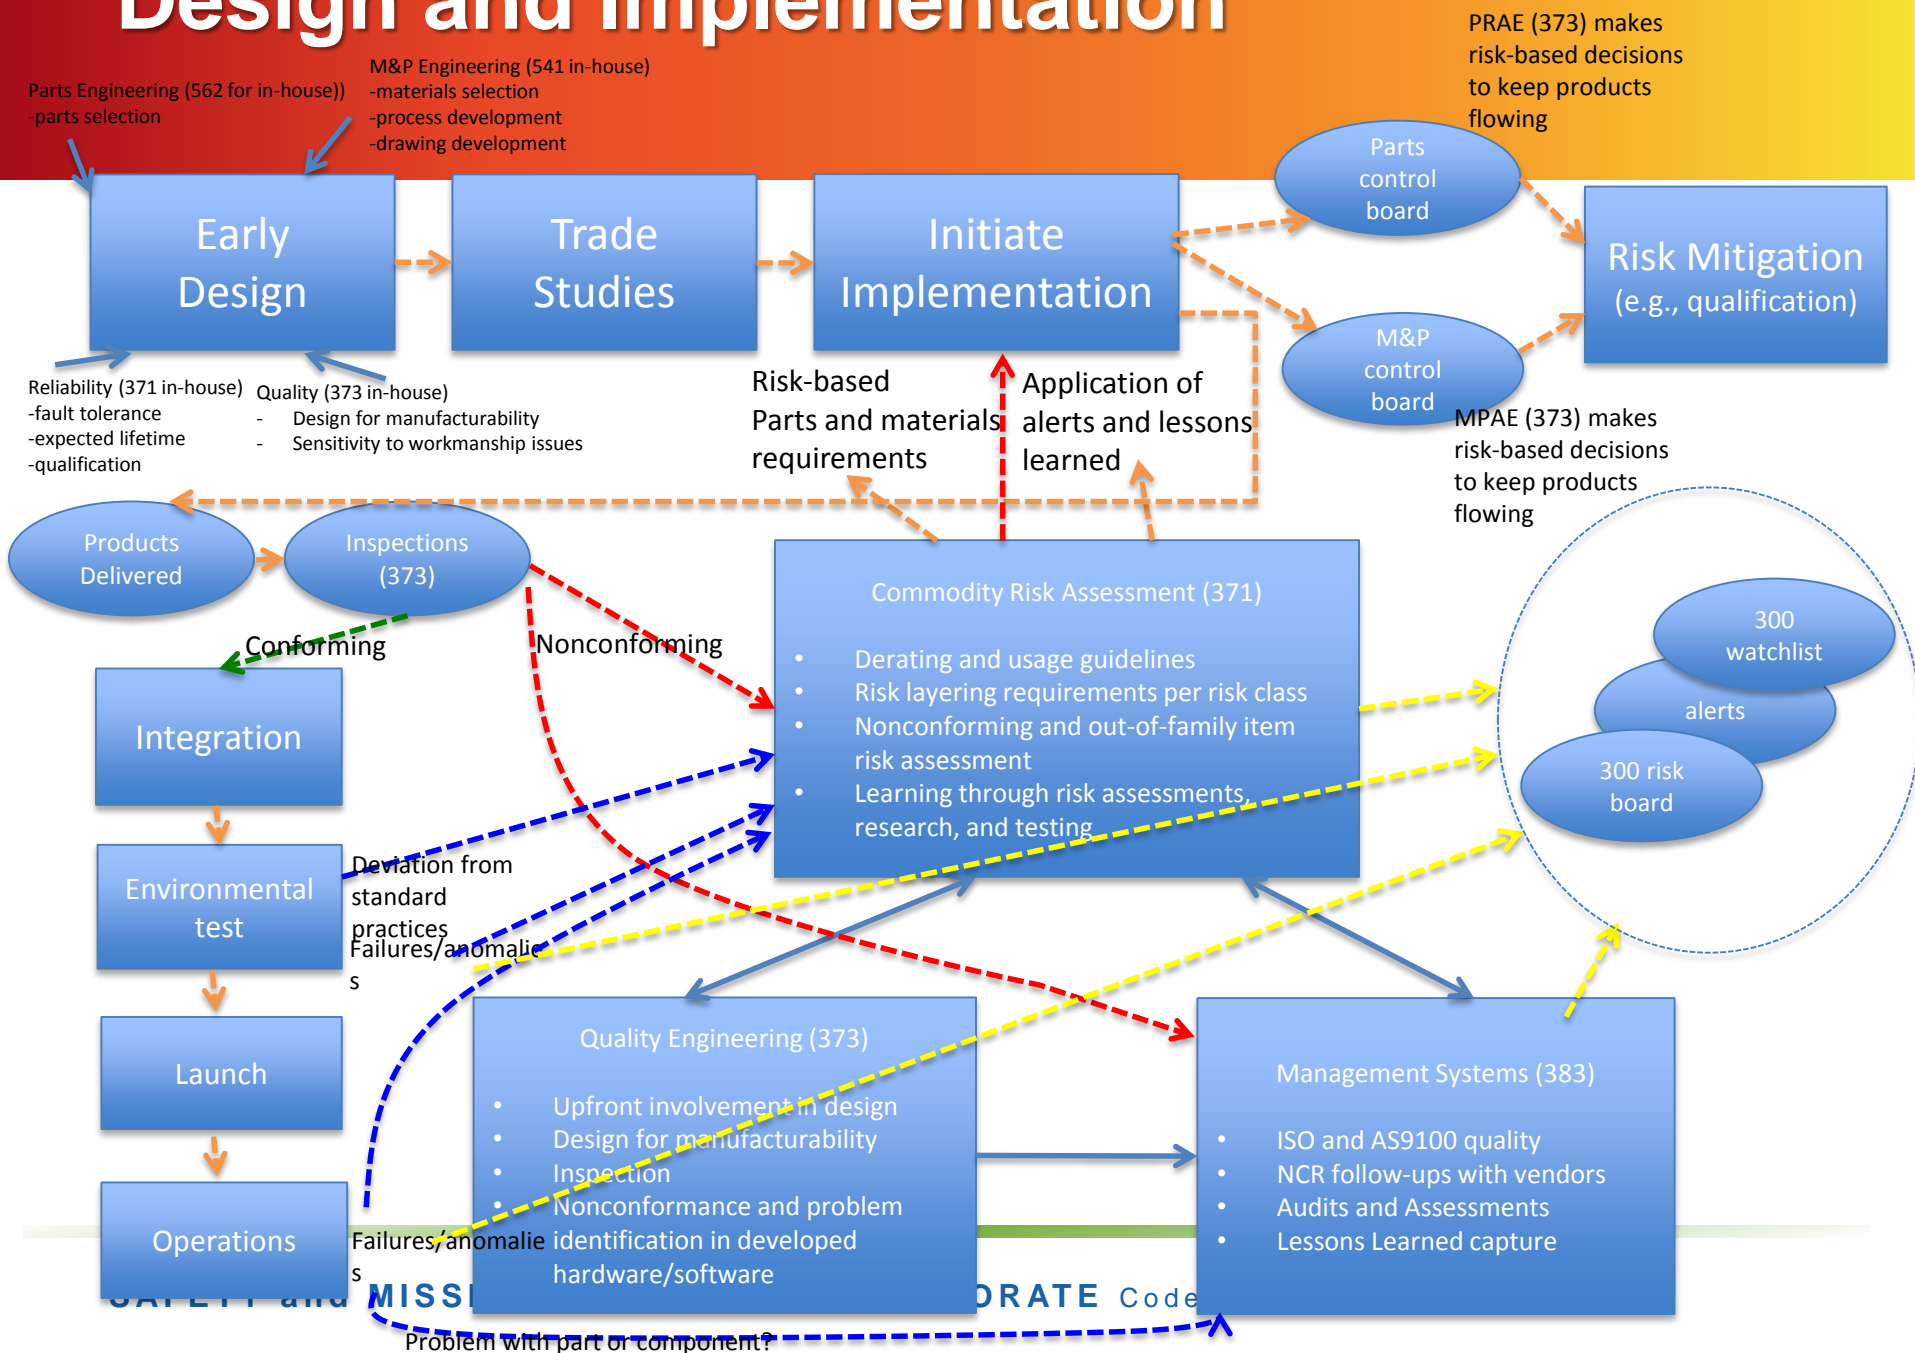 Design and Implementation
PRAE (373) makes
risk-based decisions
to keep products
flowing
Parts Engineering (562 for in-house))
-parts selection
M&P Engineering (541 in-house)
-materials selection
-process development
-drawing development
Early
Design
Trade
Studies
Initiate
Implementation
Parts
control
board
M&P
control
board
Risk Mitigation
(e.g., qualification)
Reliability (371 in-house)
-fault tolerance
-expected lifetime
-qualification
Quality (373 in-house)
- Design for manufacturability
- Sensitivity to workmanship issues
Risk-based
Parts and materials
requirements
Application of
alerts and lessons
learned
MPAE (373) makes
risk-based decisions
to keep products
flowing
Products
Delivered
Inspections
(373)
Conforming
Nonconforming
Commodity Risk Assessment (371)
• Derating and usage guidelines
• Risk layering requirements per risk class
• Nonconforming and out-of-family item
risk assessment
• Learning through risk assessments,
research, and testing
300
watchlist
alerts
300 risk
board
Integration
Environmental
test
Deviation from
standard
practices
Failures/anomalie
s
Launch
Operations
Failures/anomalie
s
Quality Engineering (373)
• Upfront involvement in design
• Design for manufacturability
• Inspection
• Nonconformance and problem
identification in developed
hardware/software
Management Systems (383)
• ISO and AS9100 quality
• NCR follow-ups with vendors
• Audits and Assessments
• Lessons Learned capture
SAFETY and MISSI ORATE Code
Problem with part or component?